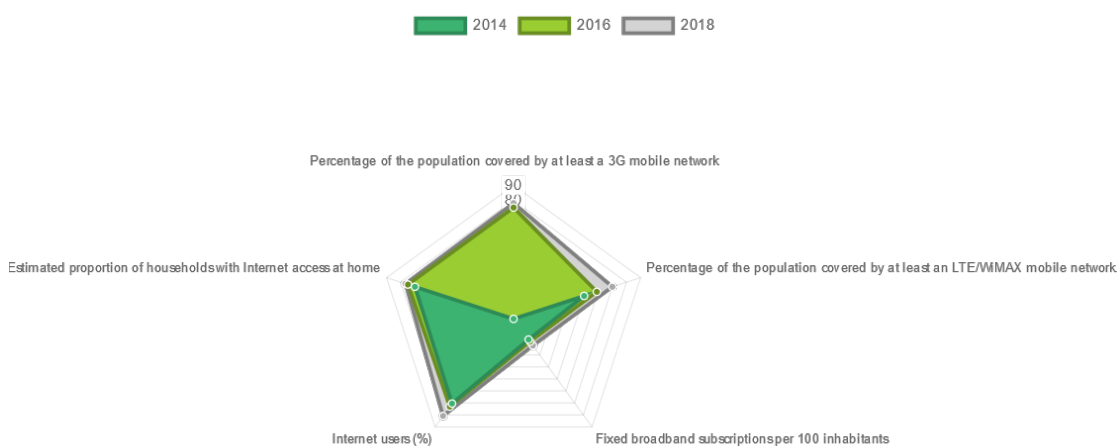 2014 2016 2018
Percentage of the population covered by at least a 3G mobile network
90
80
Estimated proportion of households with Internet access at home
Percentage of the population covered by at least an LTE/WiMAX mobile network
Internet users (%)
Fixed broadband subscriptions per 100 inhabitants